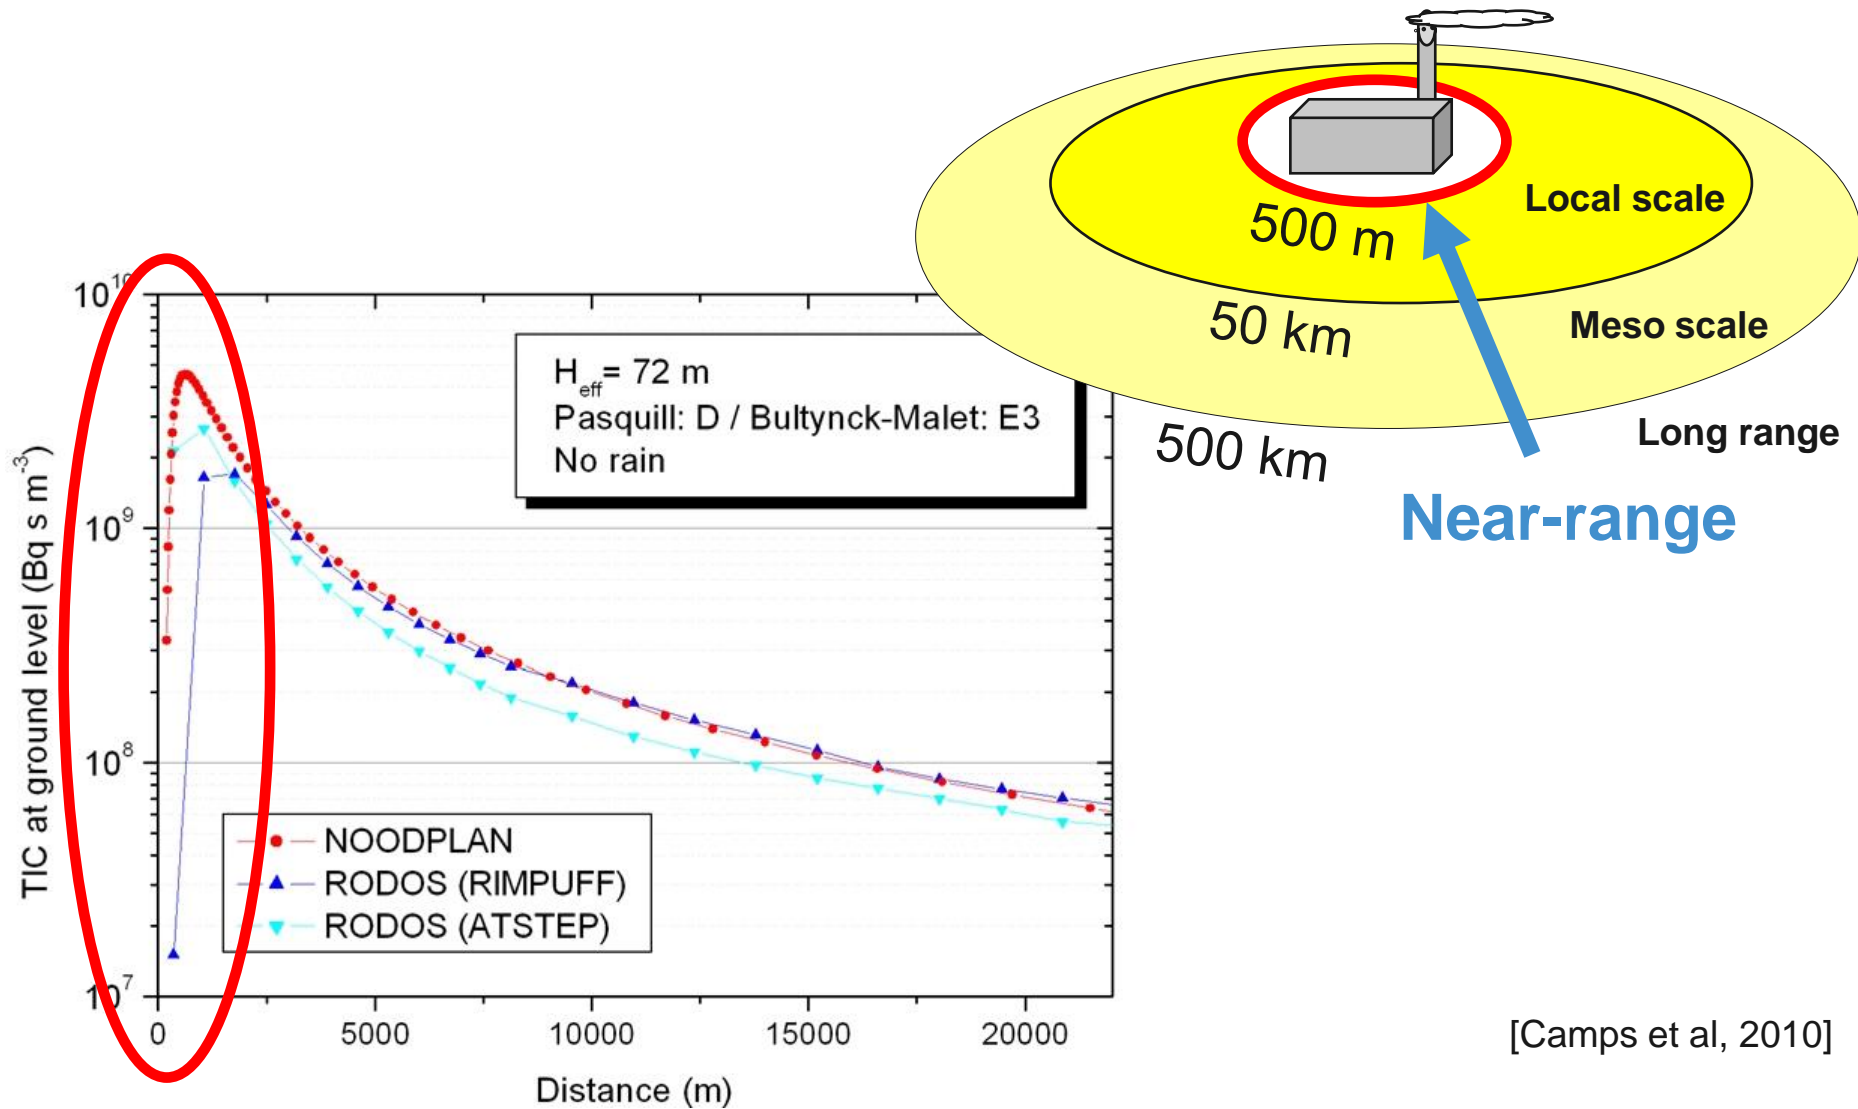 Local scale
500 m
50 km
Meso scale
500 km
Long range
Near-range
10^10
10^9
10^8
10^7
TIC at ground level (Bq s m^-3)
H_eff= 72 m
Pasquill: D / Bultynck-Malet: E3
No rain
NOODPLAN
RODOS (RIMPUFF)
RODOS (ATSTEP)
0 5000 10000 15000 20000
Distance (m)
[Camps et al, 2010]